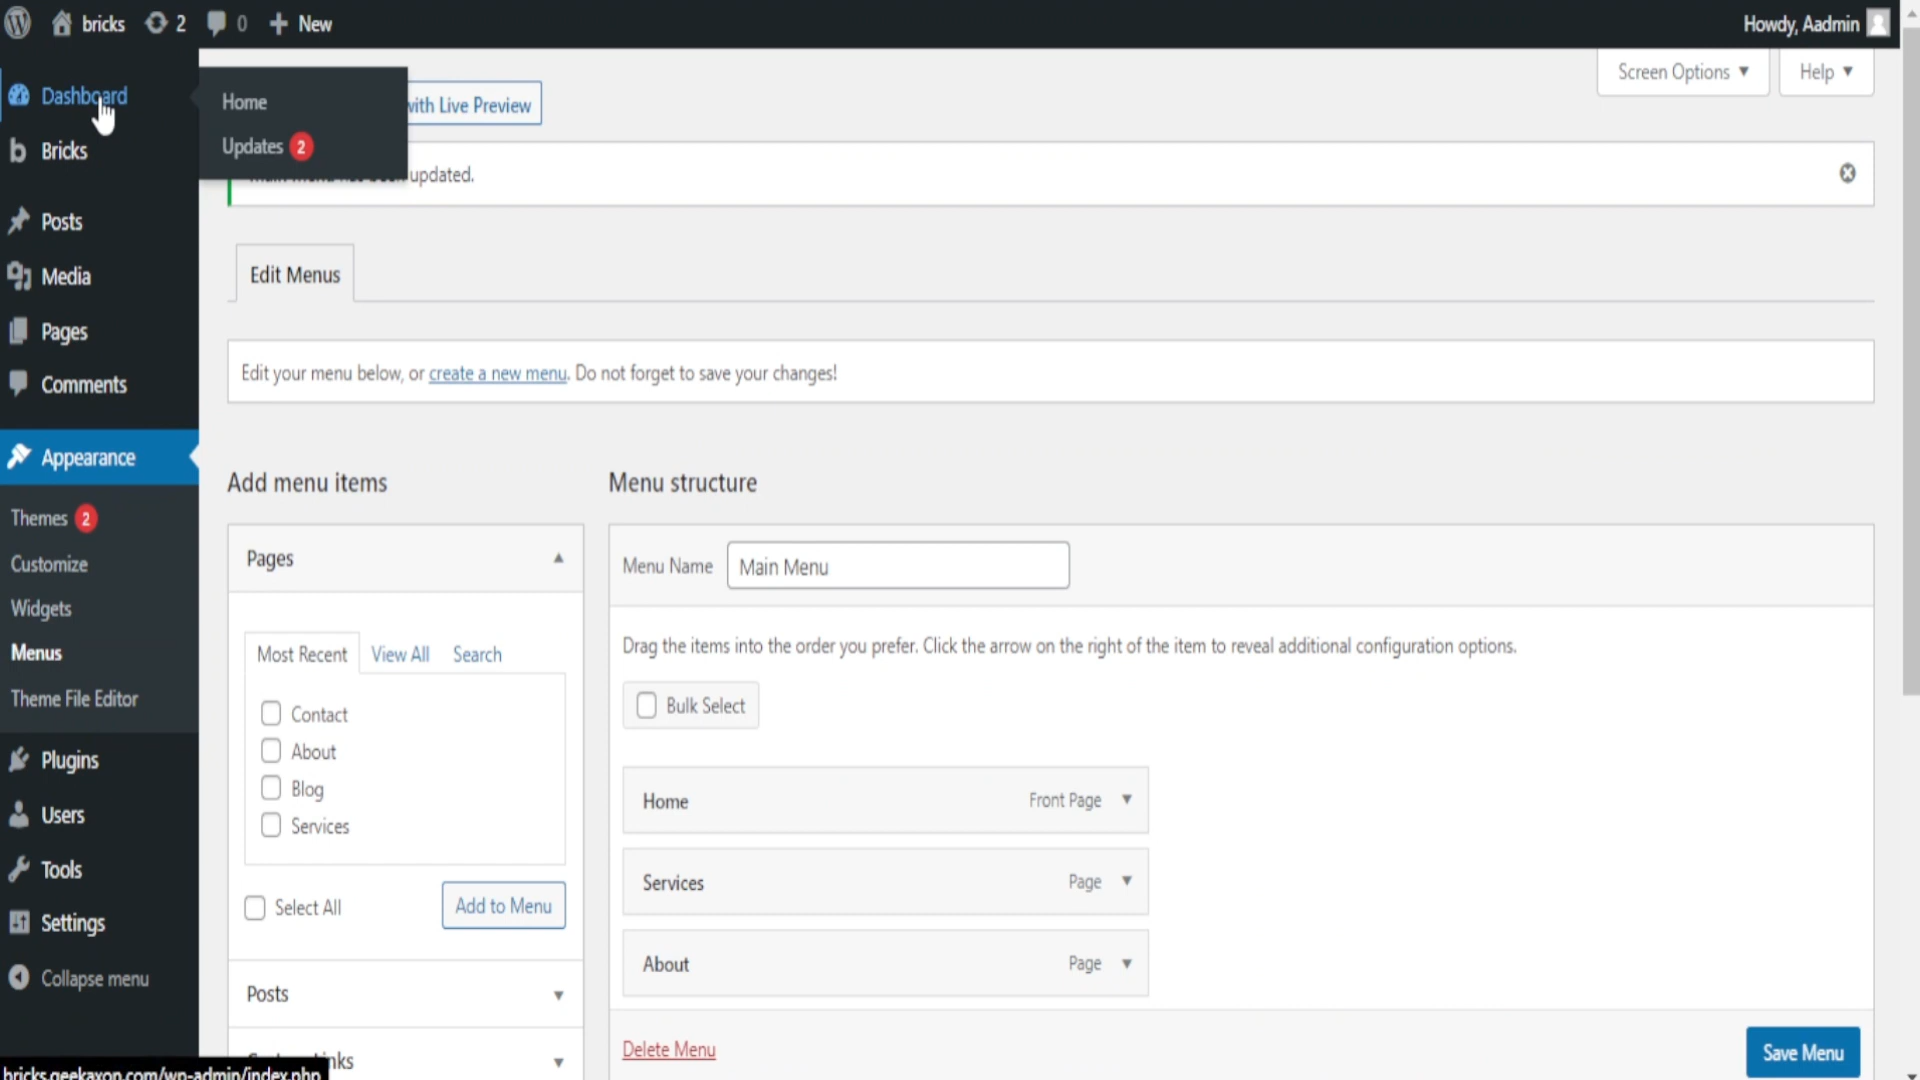 bricks 2 0 New Howdy, Aadmin
Dashboard
Home
Updates 2
with Live Preview
Screen Options Help
Bricks
updated.
Posts
Media
Pages
Comments
Edit Menus
Edit your menu below, or create a new menu. Do not forget to save your changes!
Appearance
Themes 2
Customize
Widgets
Menus
Theme File Editor
Plugins
Users
Tools
Settings
Collapse menu
Add menu items
Pages
Most Recent View All Search
Contact
About
Blog
Services
Select All Add to Menu
Posts
Menu structure
Menu Name Main Menu
Drag the items into the order you prefer. Click the arrow on the right of the item to reveal additional configuration options.
Bulk Select
Home Front Page
Services Page
About Page
Delete Menu Save Menu
bricks.geekaxon.com/wp-admin/index.php